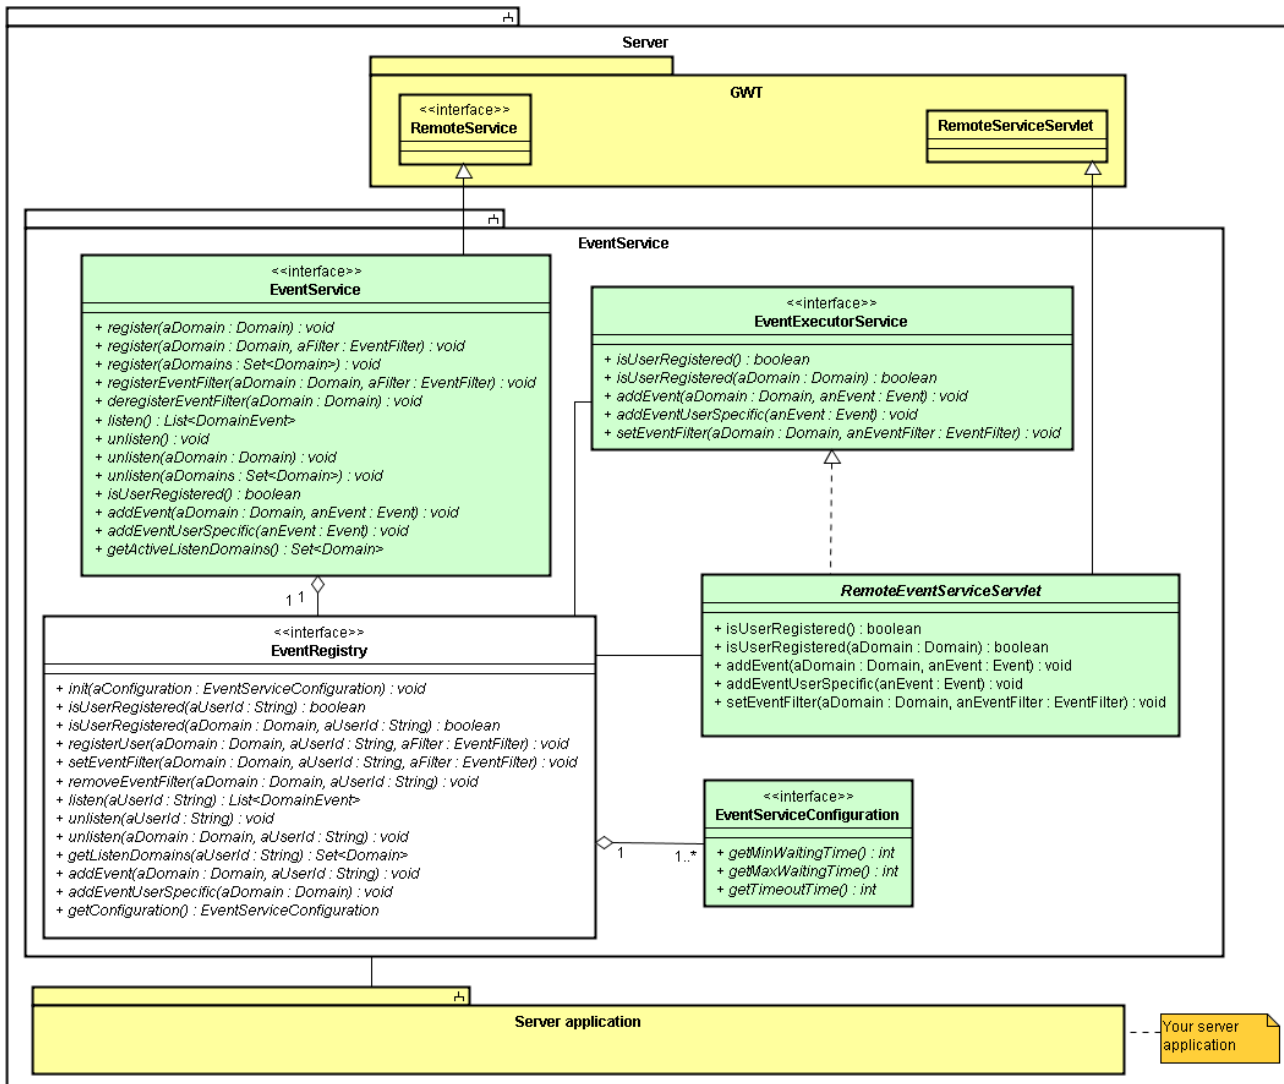 Server
GWT
<<interface>>
RemoteService
RemoteServiceServlet
EventService
<<interface>>
EventService
+ register(aDomain : Domain) : void
+ register(aDomain : Domain, aFilter : EventFilter) : void
+ register(aDomains : Set<Domain>) : void
+ registerEventFilter(aDomain : Domain, aFilter : EventFilter) : void
+ deregisterEventFilter(aDomain : Domain) : void
+ listen() : List<DomainEvent>
+ unlisten() : void
+ unlisten(aDomain : Domain) : void
+ unlisten(aDomains : Set<Domain>) : void
+ isUserRegistered() : boolean
+ addEvent(aDomain : Domain, anEvent : Event) : void
+ addEventUserSpecific(anEvent : Event) : void
+ getActiveListenDomains() : Set<Domain>
<<interface>>
EventExecutorService
+ isUserRegistered() : boolean
+ isUserRegistered(aDomain : Domain) : boolean
+ addEvent(aDomain : Domain, anEvent : Event) : void
+ addEventUserSpecific(anEvent : Event) : void
+ setEventFilter(aDomain : Domain, anEventFilter : EventFilter) : void
1 1
RemoteEventServiceServlet
+ isUserRegistered() : boolean
+ isUserRegistered(aDomain : Domain) : boolean
+ addEvent(aDomain : Domain, anEvent : Event) : void
+ addEventUserSpecific(anEvent : Event) : void
+ setEventFilter(aDomain : Domain, anEventFilter : EventFilter) : void
<<interface>>
EventRegistry
+ init(aConfiguration : EventServiceConfiguration) : void
+ isUserRegistered(aUserId : String) : boolean
+ isUserRegistered(aDomain : Domain, aUserId : String) : boolean
+ registerUser(aDomain : Domain, aUserId : String, aFilter : EventFilter) : void
+ setEventFilter(aDomain : Domain, aUserId : String, aFilter : EventFilter) : void
+ removeEventFilter(aDomain : Domain, aUserId : String) : void
+ listen(aUserId : String) : List<DomainEvent>
+ unlisten(aUserId : String) : void
+ unlisten(aDomain : Domain, aUserId : String) : void
+ getListenDomains(aUserId : String) : Set<Domain>
+ addEvent(aDomain : Domain, aUserId : String) : void
+ addEventUserSpecific(aDomain : Domain) : void
+ getConfiguration() : EventServiceConfiguration
1
1..*
<<interface>>
EventServiceConfiguration
+ getMinWaitingTime() : int
+ getMaxWaitingTime() : int
+ getTimeoutTime() : int
Server application
Your server
application